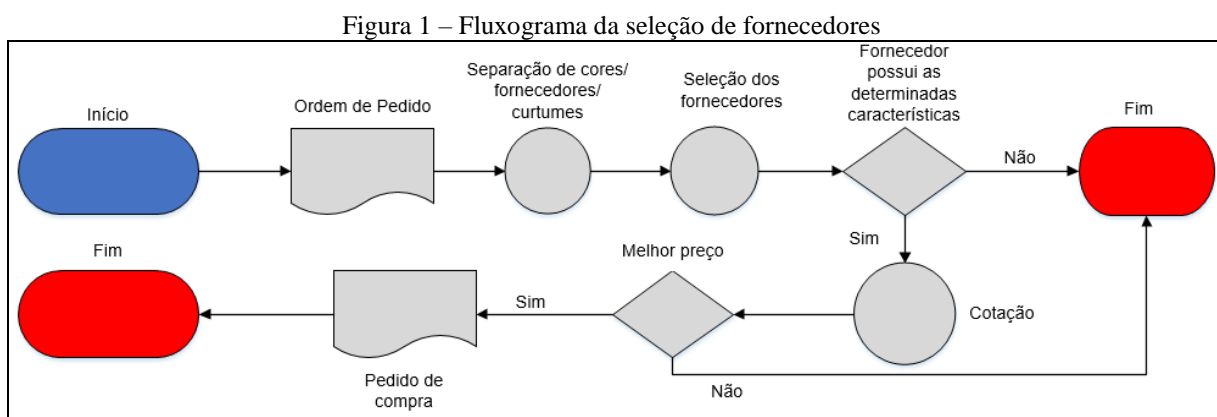 Figura 1 – Fluxograma da seleção de fornecedores
Início
Ordem de Pedido
Separação de cores/
fornecedores/
curtumes
Seleção dos
fornecedores
Fornecedor
possui as
determinadas
características
Não
Fim
Sim
Cotação
Melhor preço
Não
Sim
Pedido de
compra
Fim